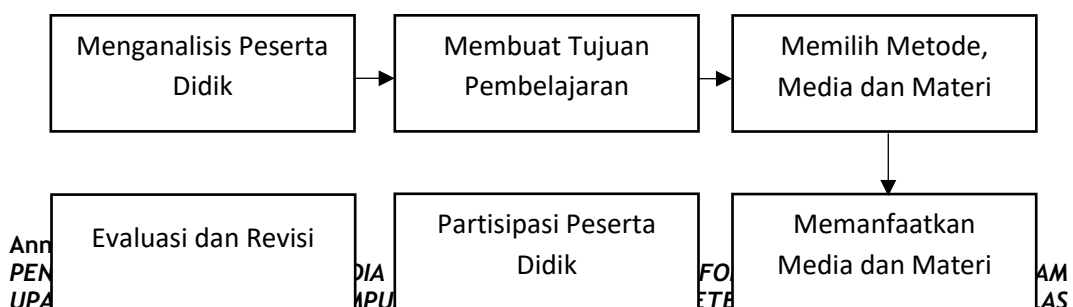 Menganalisis Peserta
Didik
Membuat Tujuan
Pembelajaran
Memilih Metode,
Media dan Materi
Evaluasi dan Revisi
Partisipasi Peserta
Didik
Memanfaatkan
Media dan Materi